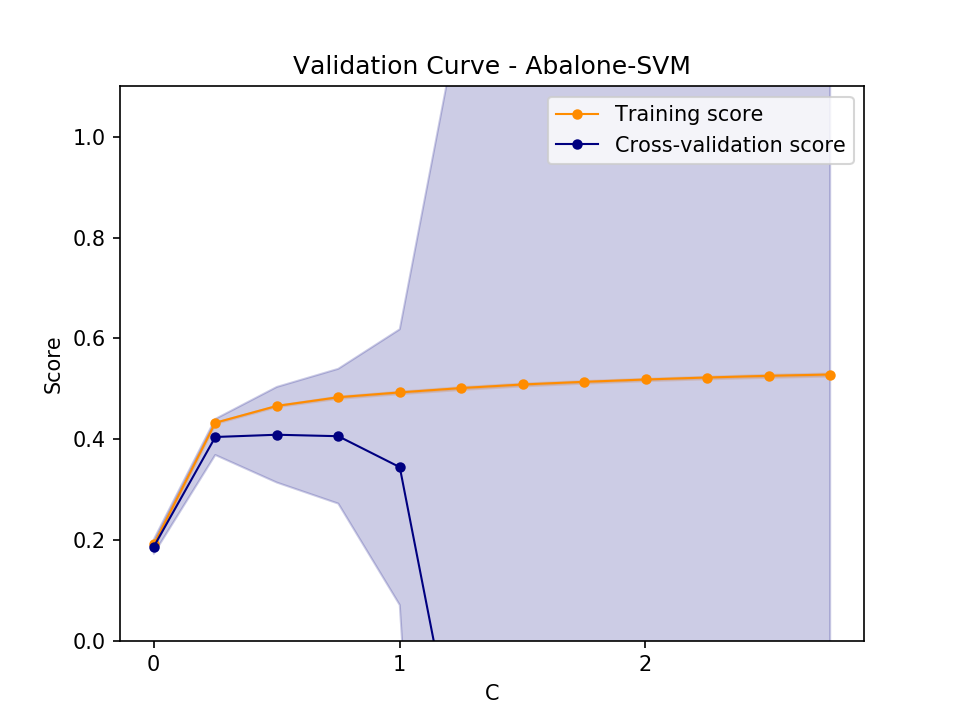 Validation Curve - Abalone-SVM
Training score
Cross-validation score
1.0
0.8
0.6
0.4
0.2
0.0
Score
0
1
2
C